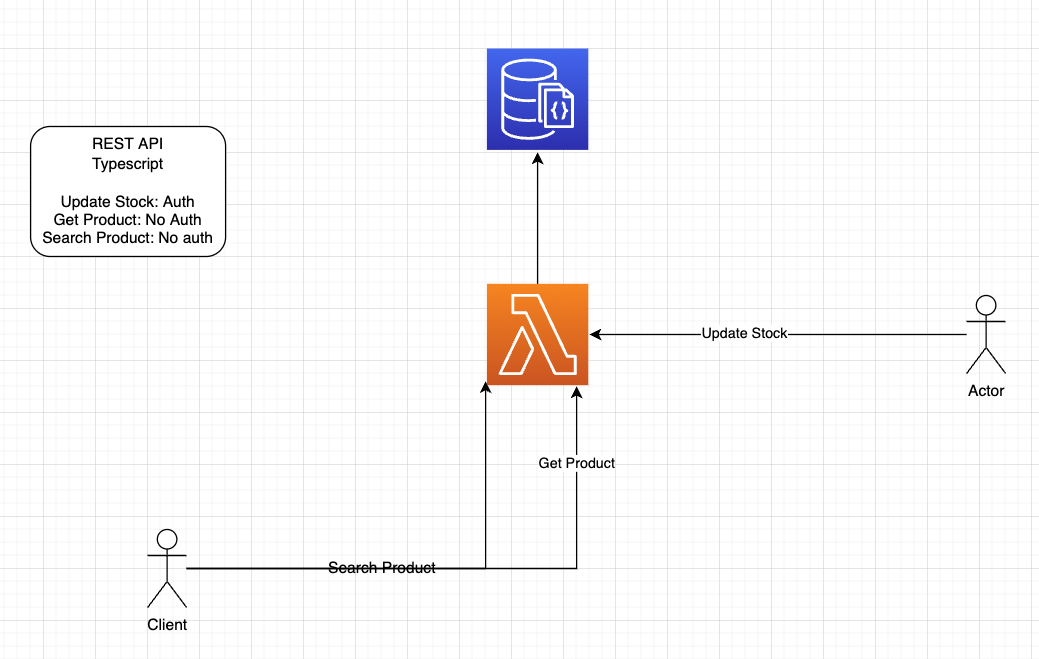 REST API
Typescript
Update Stock: Auth
Get Product: No Auth
Search Product: No auth
{}
Update Stock
Actor
Get Product
Search Product
Client